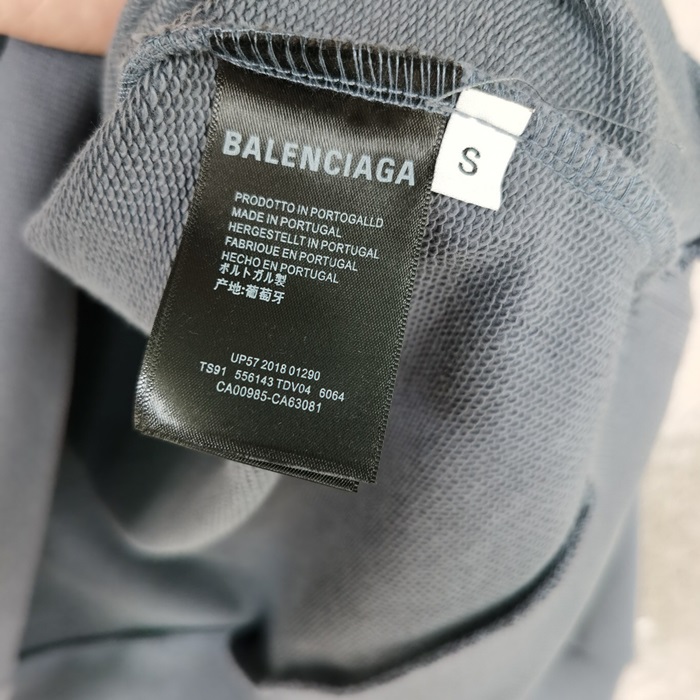 BALENCIAGA
S
PRODOTTO IN PORTOGALLD
MADE IN PORTUGAL
HERGESTELLT IN PORTUGAL
FABRIOUE EN PORTUGAL
HECHO EN PORTUGAL
ポルトガル製
产地:葡萄牙
UP57 2018 01290
TS91 556143 TDV04 6064
CA00985-CA63081